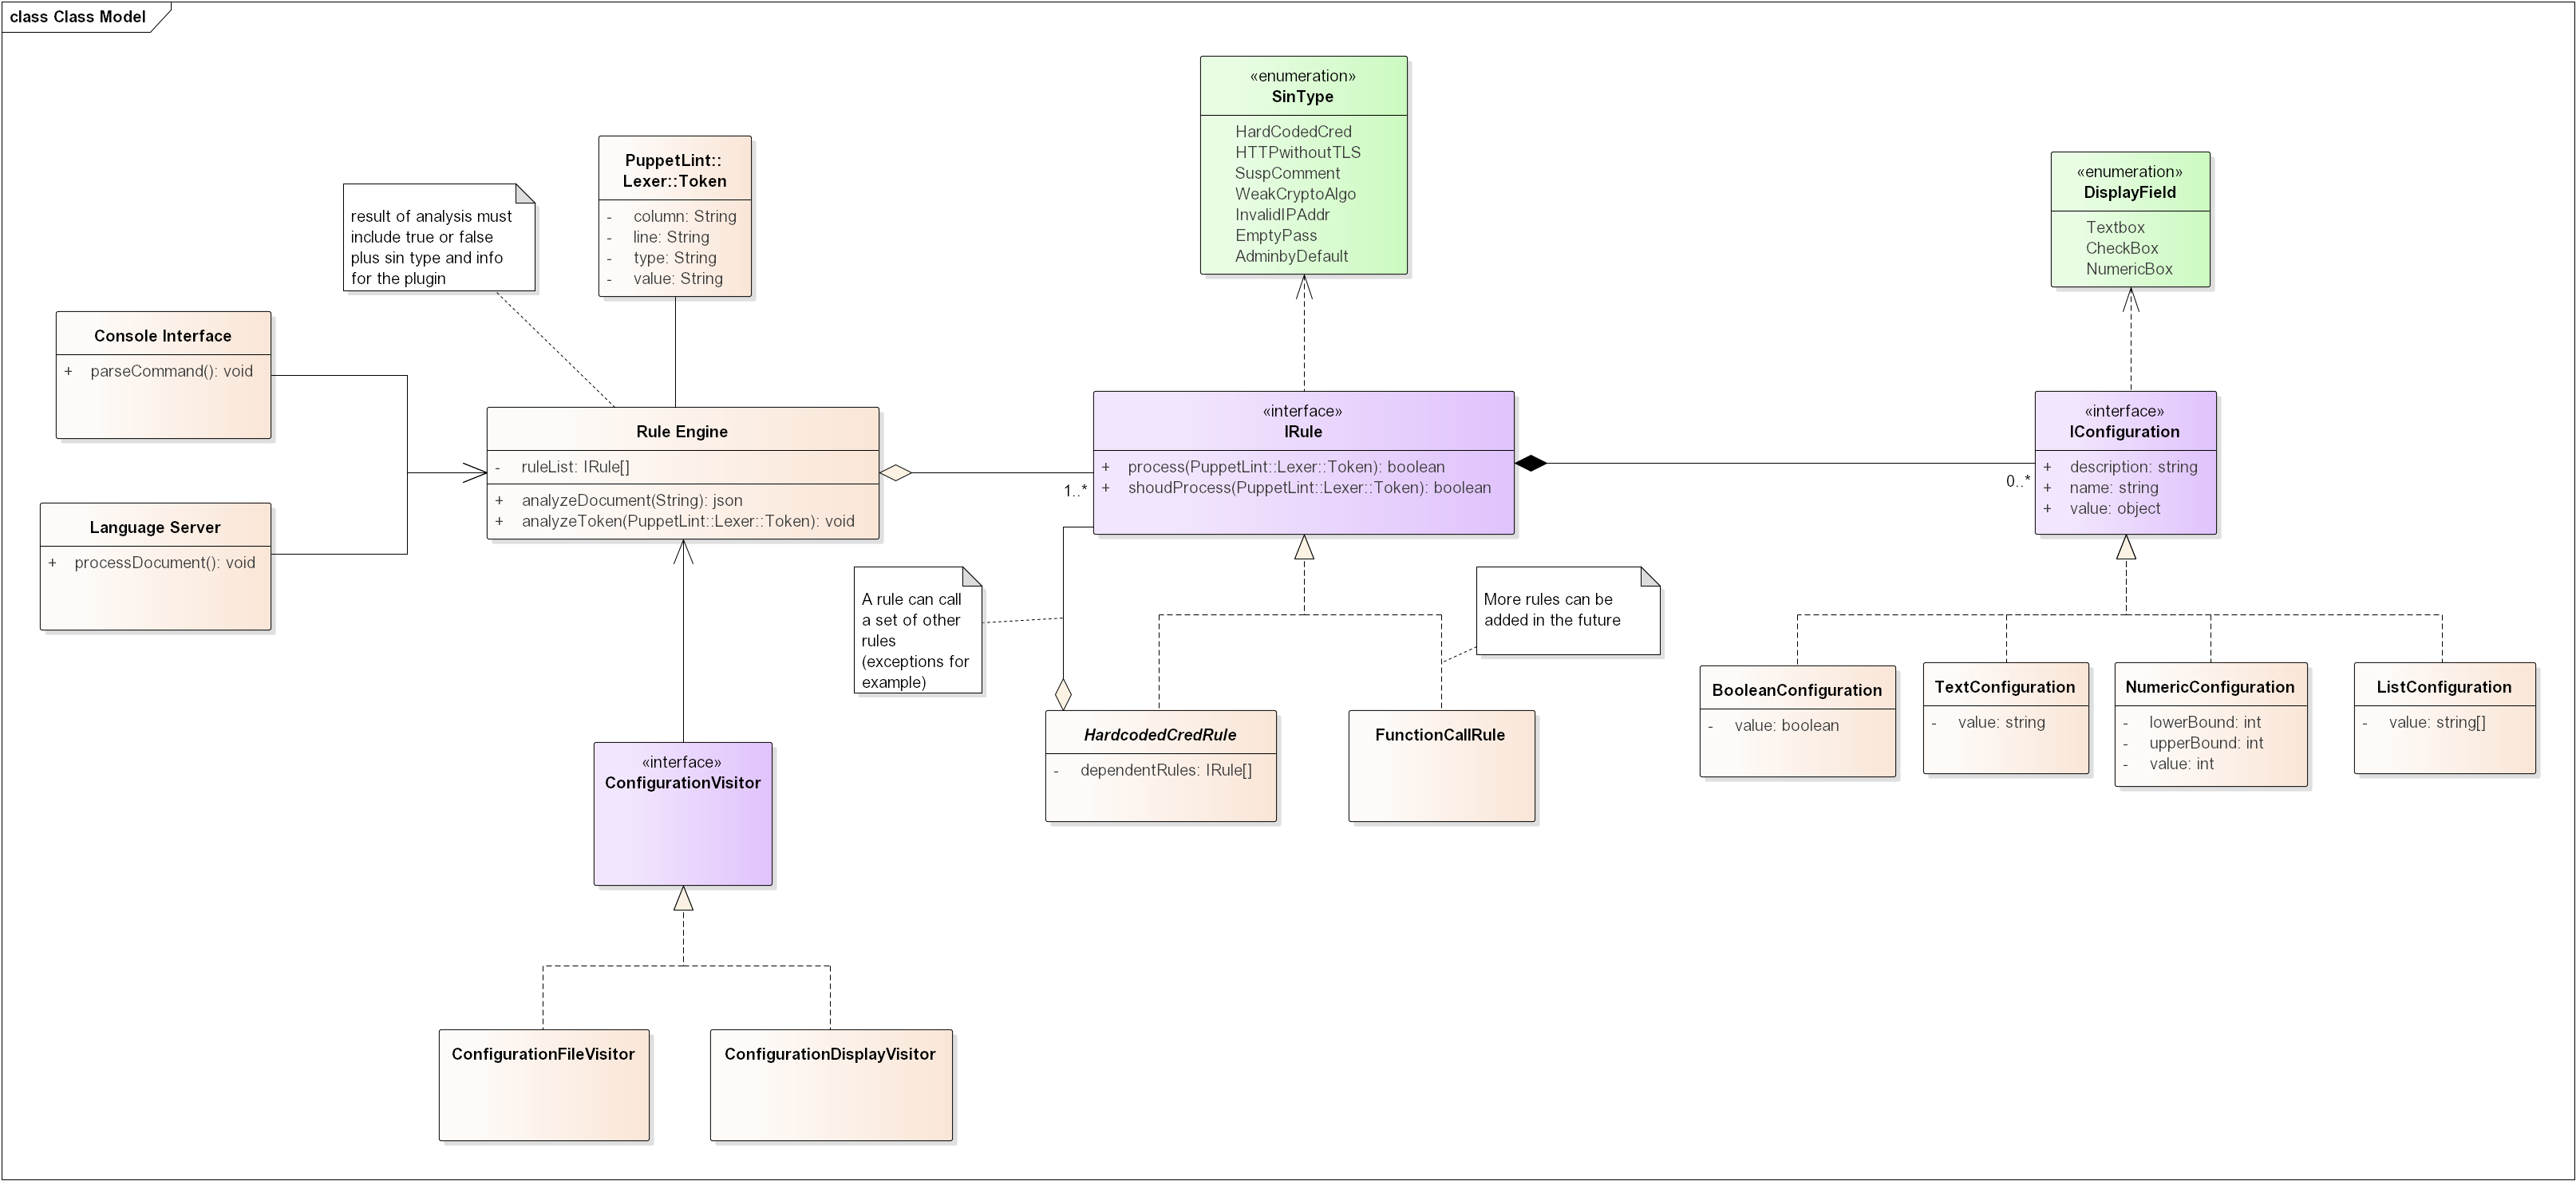 class Class Model
«enumeration»
SinType
HardCodedCred
HTTPwithoutTLS
SuspComment
WeakCryptoAlgo
InvalidIPAddr
EmptyPass
AdminbyDefault
PuppetLint::
Lexer::Token
- column: String
- line: String
- type: String
- value: String
«enumeration»
DisplayField
Textbox
CheckBox
NumericBox
result of analysis must
include true or false
plus sin type and info
for the plugin
Console Interface
+ parseCommand(): void
Language Server
+ processDocument(): void
Rule Engine
- ruleList: IRule[]
+ analyzeDocument(String): json
+ analyzeToken(PuppetLint::Lexer::Token): void
1..*
«interface»
IRule
+ process(PuppetLint::Lexer::Token): boolean
+ shoudProcess(PuppetLint::Lexer::Token): boolean
0..*
«interface»
IConfiguration
+ description: string
+ name: string
+ value: object
A rule can call
a set of other
rules
(exceptions for
example)
More rules can be
added in the future
HardcodedCredRule
- dependentRules: IRule[]
FunctionCallRule
BooleanConfiguration
- value: boolean
TextConfiguration
- value: string
NumericConfiguration
- lowerBound: int
- upperBound: int
- value: int
ListConfiguration
- value: string[]
«interface»
ConfigurationVisitor
ConfigurationFileVisitor
ConfigurationDisplayVisitor